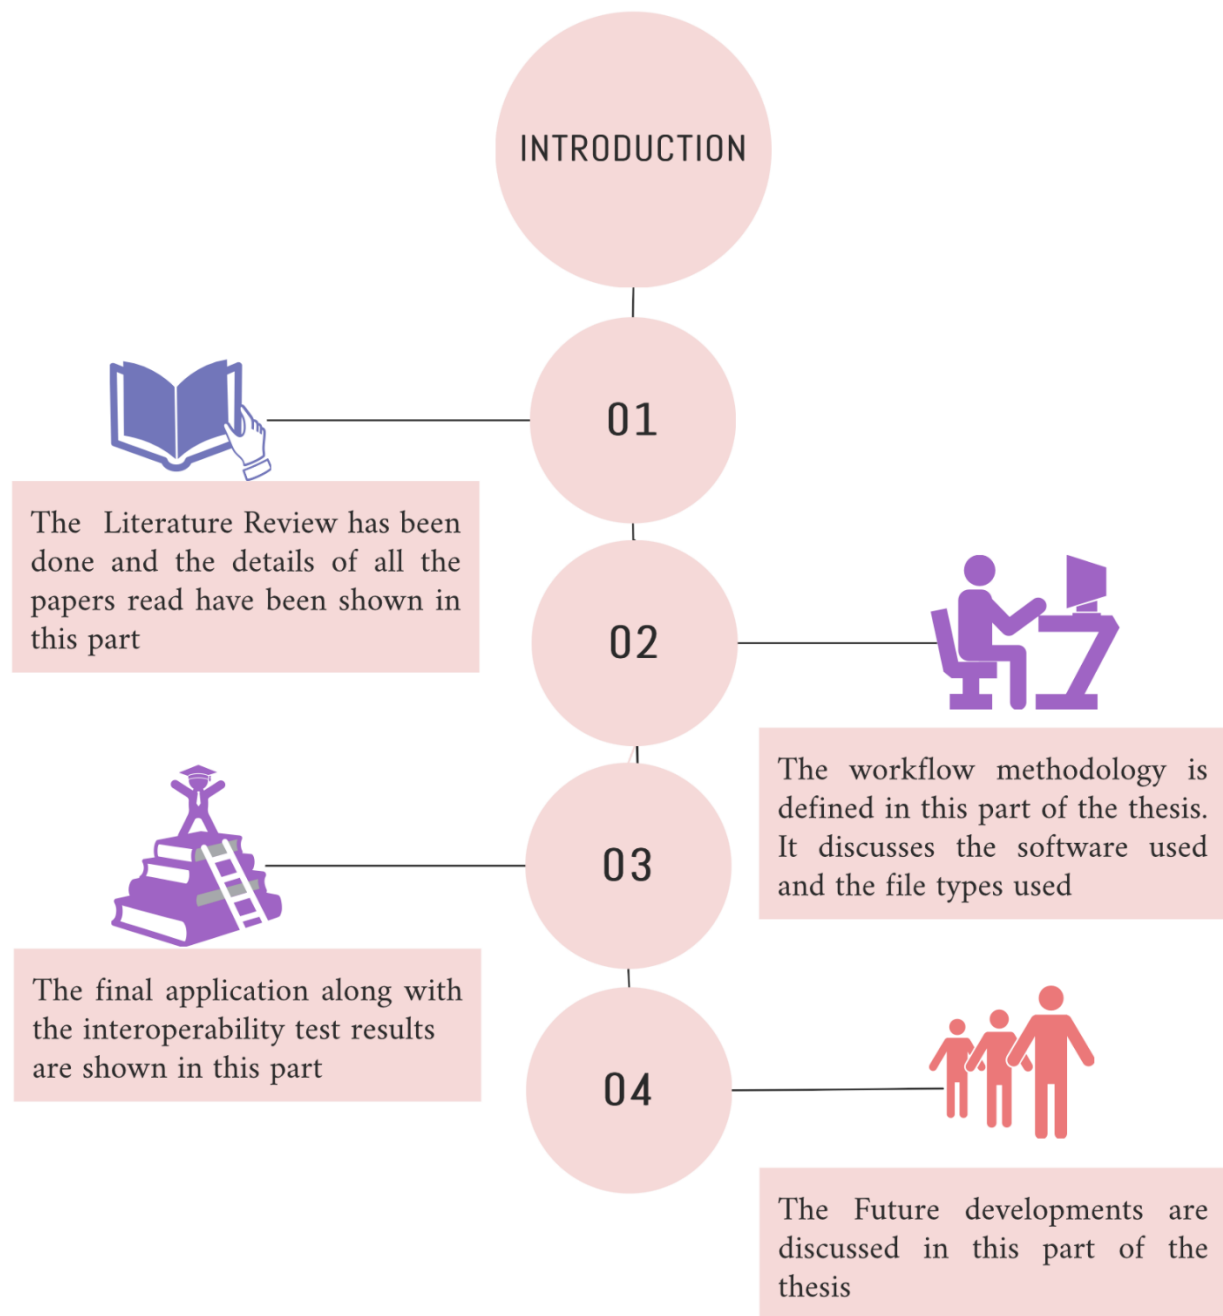 INTRODUCTION
01
The Literature Review has been
done and the details of all the
papers read have been shown in
this part
02
The workflow methodology is
defined in this part of the thesis.
It discusses the software used
and the file types used
03
The final application along with
the interoperability test results
are shown in this part
04
The Future developments are
discussed in this part of the
thesis